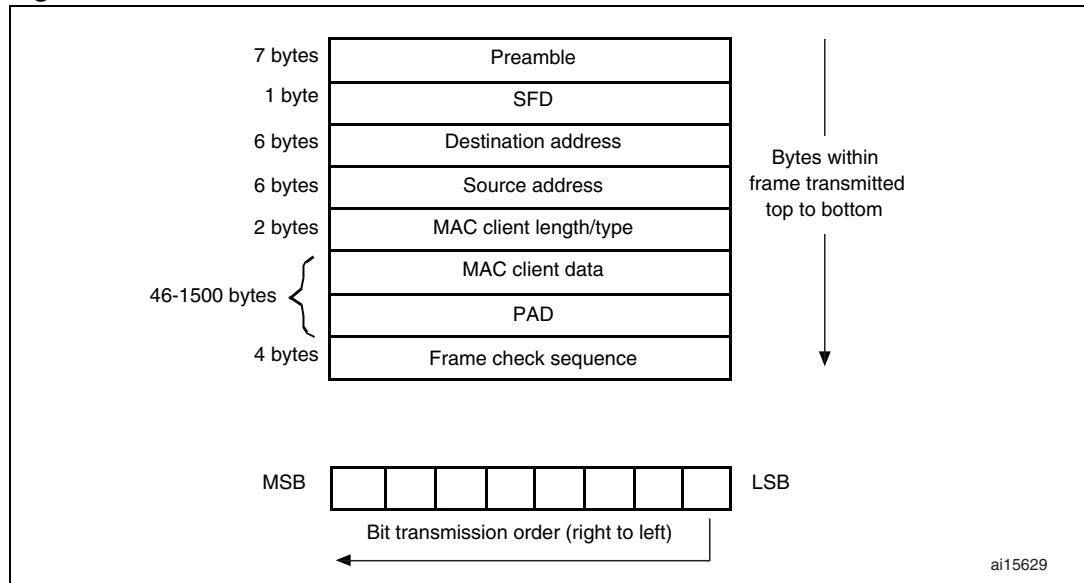 7 bytes Preamble
1 byte SFD
6 bytes Destination address
6 bytes Source address
2 bytes MAC client length/type
46-1500 bytes MAC client data
PAD
4 bytes Frame check sequence
Bytes within
frame transmitted
top to bottom
MSB LSB
Bit transmission order (right to left)
ai15629